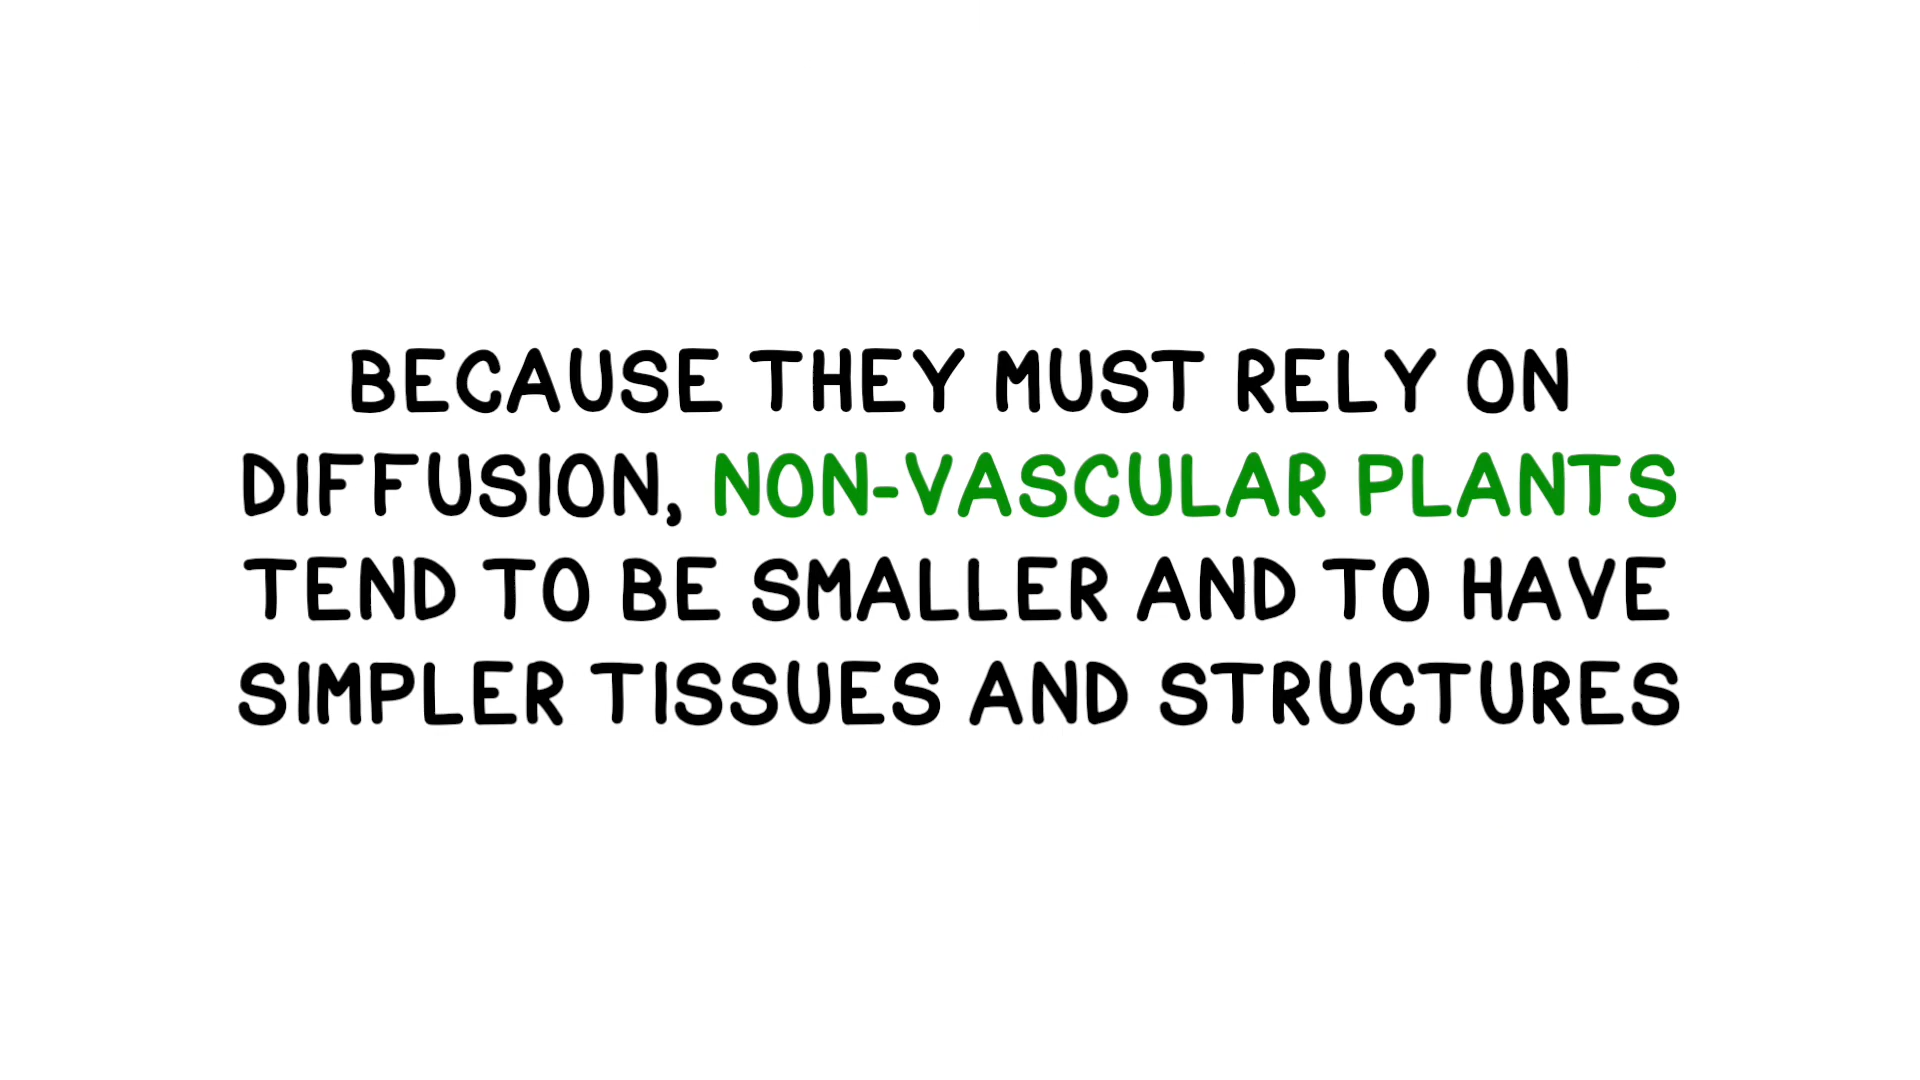 BECAUSE THEY MUST RELY ON
DIFFUSION, NON-VASCULAR PLANTS
TEND TO BE SMALLER AND TO HAVE
SIMPLER TISSUES AND STRUCTURES